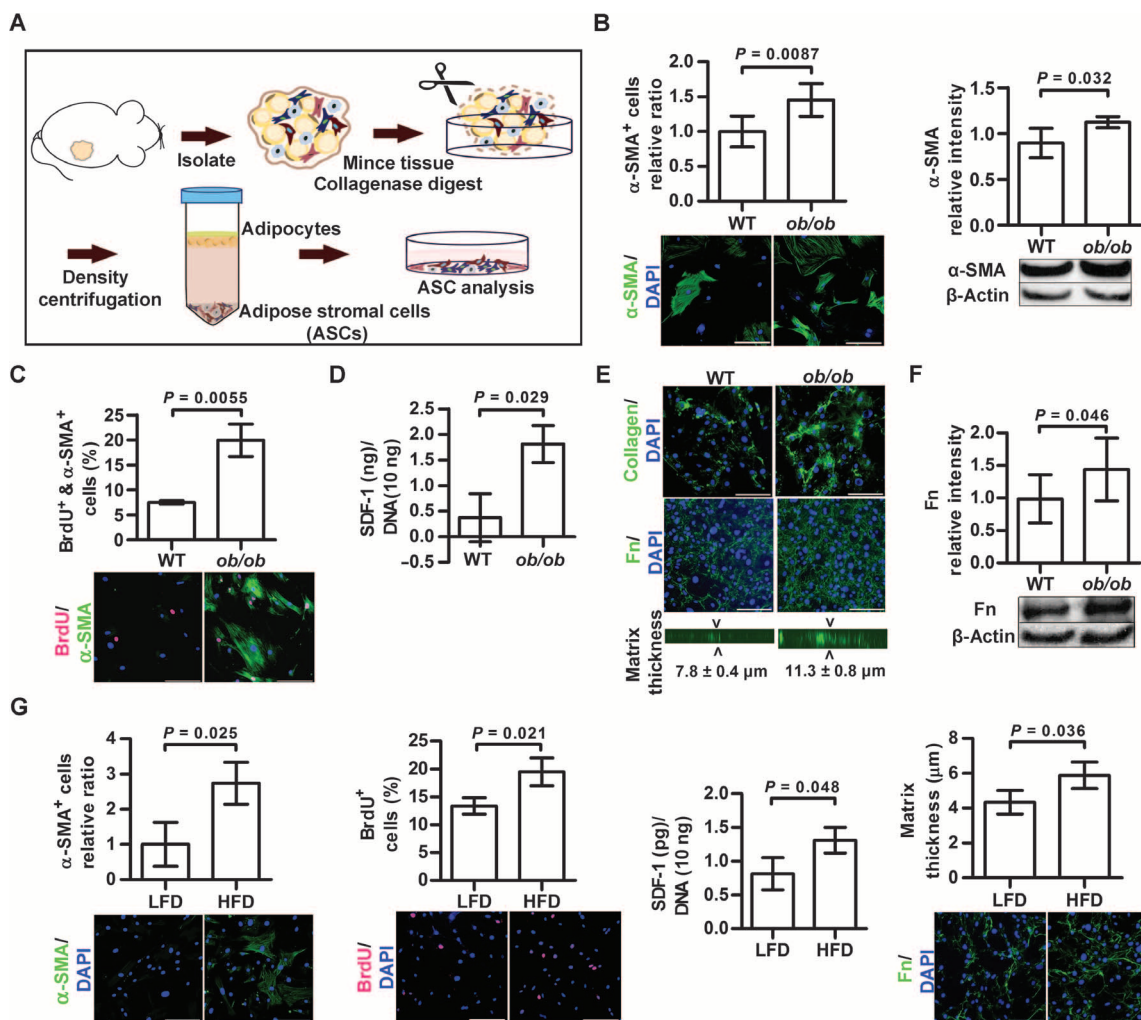 A
Isolate
Mince tissue
Collagenase digest
Density
centrifugation
Adipocytes
Adipose stromal cells
(ASCs)
ASC analysis
B
α-SMA⁺ cells
relative ratio
2.0
1.5
1.0
0.5
0.0
P = 0.0087
WT
ob/ob
α-SMA/
DAPI
α-SMA
relative intensity
1.5
1.0
0.5
0.0
P = 0.032
WT
ob/ob
α-SMA
β-Actin
C
BrdU⁺ & α-SMA⁺
cells (%)
25
20
15
10
5
0
P = 0.0055
WT
ob/ob
BrdU/
α-SMA
D
SDF-1 (ng)/
DNA(10 ng)
2.5
2.0
1.5
1.0
0.5
0.0
–0.5
P = 0.029
WT
ob/ob
E
WT
ob/ob
Collagen/
DAPI
Fn/
DAPI
Matrix
thickness
7.8 ± 0.4 µm
11.3 ± 0.8 µm
F
Fn
relative intensity
2.0
1.5
1.0
0.5
0.0
P = 0.046
WT
ob/ob
Fn
β-Actin
G
α-SMA⁺ cells
relative ratio
4
3
2
1
0
P = 0.025
LFD
HFD
α-SMA/
DAPI
BrdU⁺
cells (%)
25
20
15
10
5
0
P = 0.021
LFD
HFD
BrdU/
DAPI
SDF-1 (pg)/
DNA (10 ng)
2.0
1.5
1.0
0.5
0.0
P = 0.048
LFD
HFD
Matrix
thickness (µm)
8
6
4
2
0
P = 0.036
LFD
HFD
Fn/
DAPI